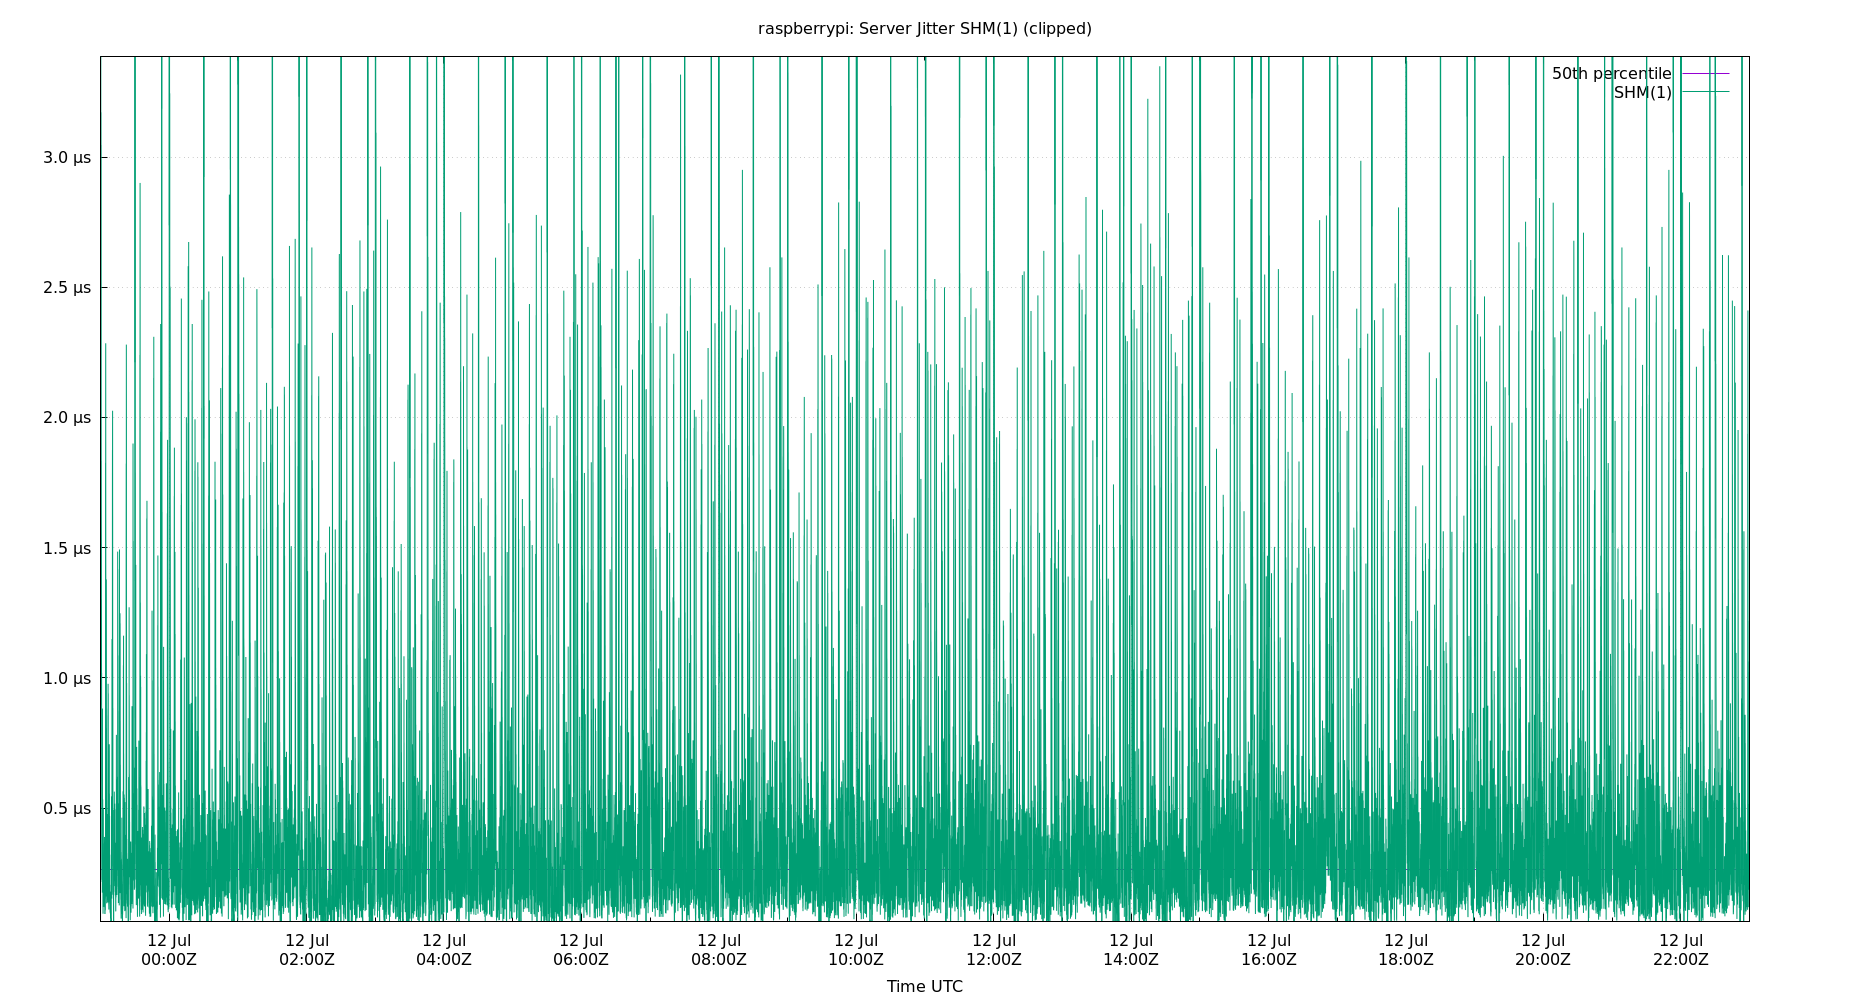 raspberrypi: Server Jitter SHM(1) (clipped)
50th percentile
SHM(1)
3.0 µs
2.5 µs
2.0 µs
1.5 µs
1.0 µs
0.5 µs
12 Jul 12 Jul 12 Jul 12 Jul 12 Jul 12 Jul 12 Jul 12 Jul 12 Jul 12 Jul 12 Jul 12 Jul
00:00Z 02:00Z 04:00Z 06:00Z 08:00Z 10:00Z 12:00Z 14:00Z 16:00Z 18:00Z 20:00Z 22:00Z
Time UTC